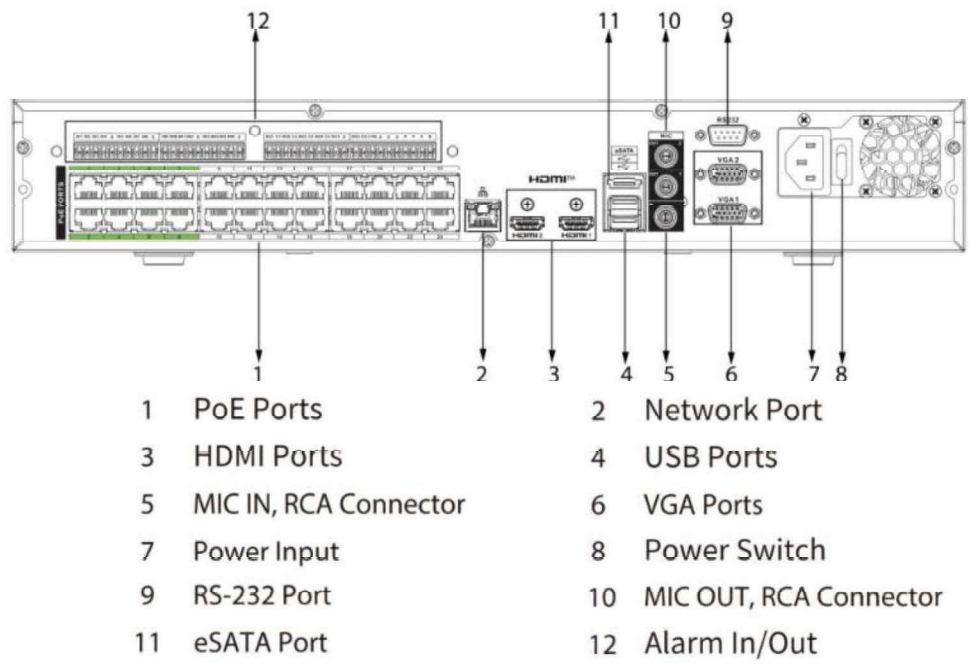 12 11 10 9
RS232
MIC
eSATA
VGA 2
HDMI™
VGA 1
PoE PORTS
HDMI 2 HDMI 1
1 2 3 4 5 6 7 8
1 PoE Ports 2 Network Port
3 HDMI Ports 4 USB Ports
5 MIC IN, RCA Connector 6 VGA Ports
7 Power Input 8 Power Switch
9 RS-232 Port 10 MIC OUT, RCA Connector
11 eSATA Port 12 Alarm In/Out